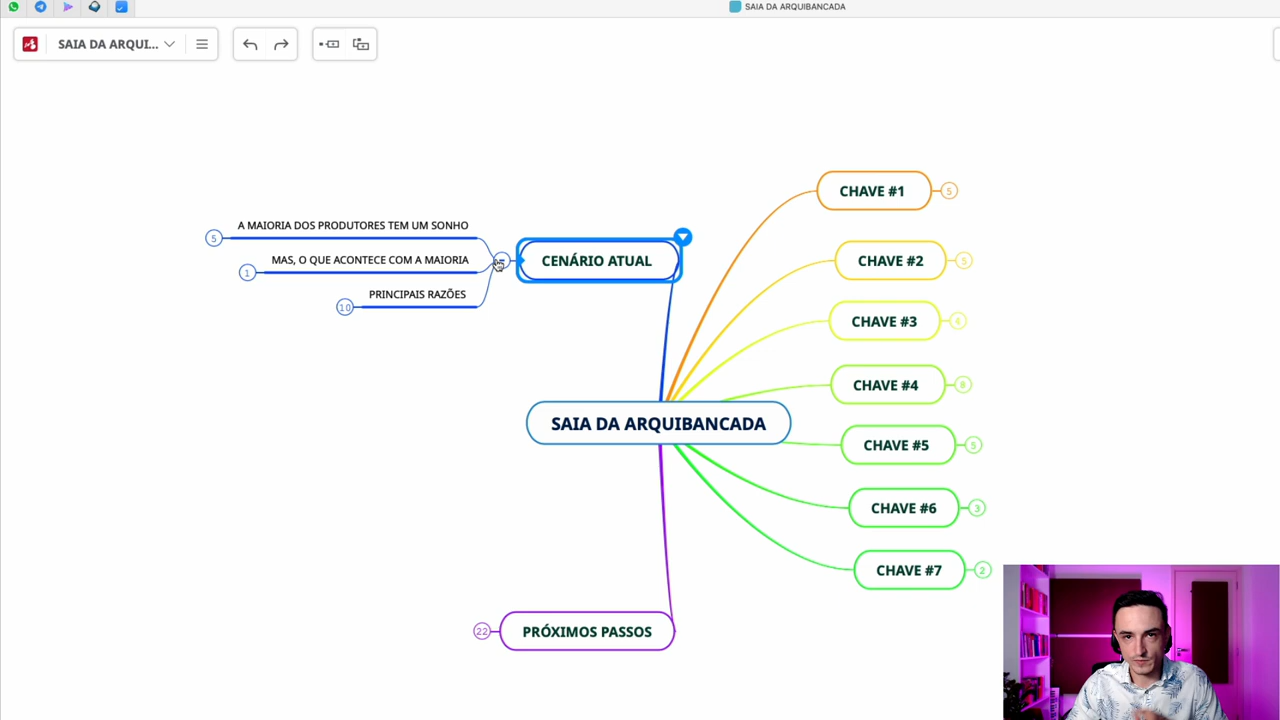 SAIA DA ARQUIBANCADA
SAIA DA ARQUI...
A MAIORIA DOS PRODUTORES TEM UM SONHO
5
MAS, O QUE ACONTECE COM A MAIORIA
1
PRINCIPAIS RAZÕES
10
CENÁRIO ATUAL
CHAVE #1
5
CHAVE #2
5
CHAVE #3
CHAVE #4
8
SAIA DA ARQUIBANCADA
CHAVE #5
5
CHAVE #6
3
CHAVE #7
2
22
PRÓXIMOS PASSOS